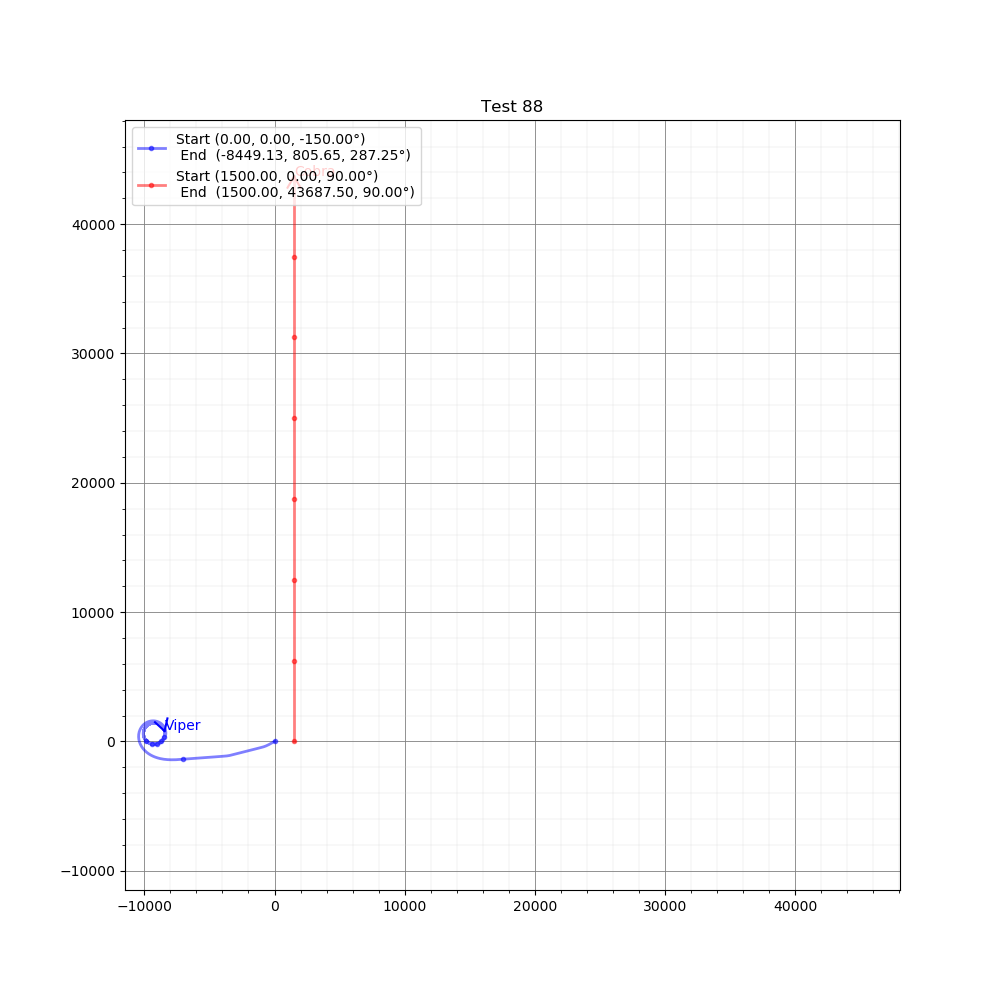 Test 88
Start (0.00, 0.00, -150.00°)
End (-8449.13, 805.65, 287.25°)
Start (1500.00, 0.00, 90.00°)
End (1500.00, 43687.50, 90.00°)
40000
30000
20000
10000
0
−10000
Viper
−10000
0
10000
20000
30000
40000